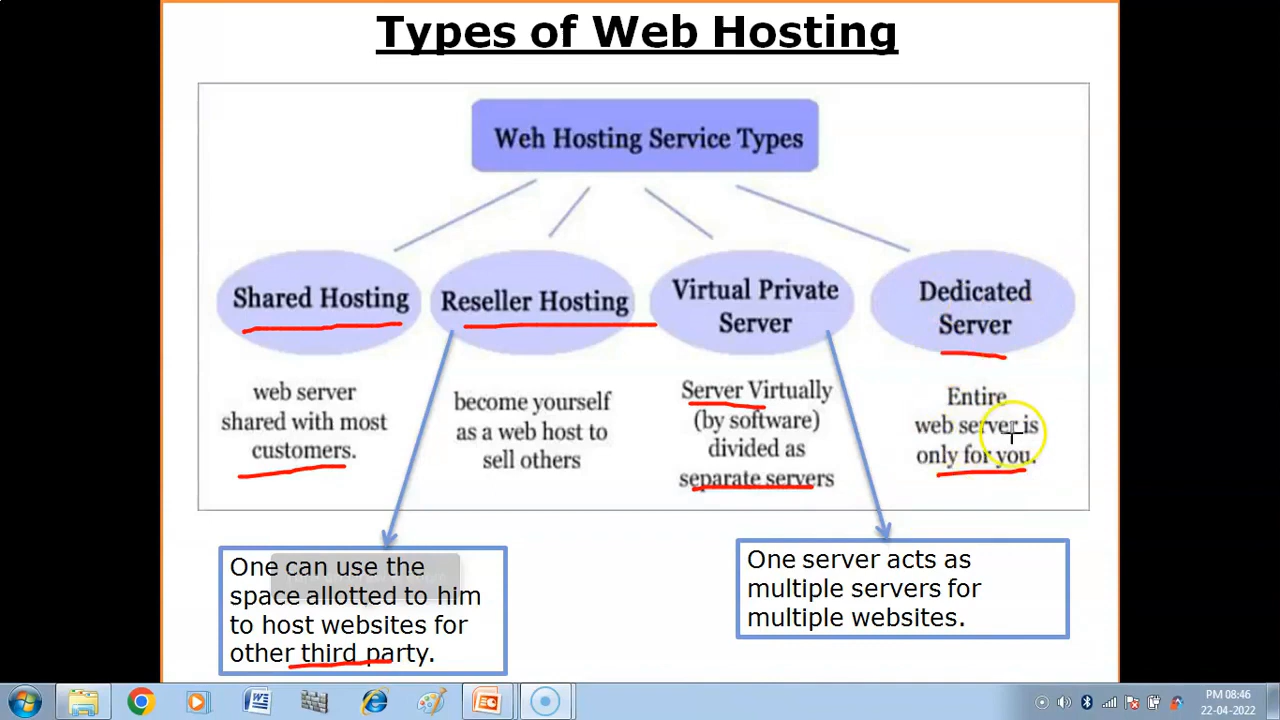 Types of Web Hosting
Weh Hosting Service Types
Shared Hosting
web server
shared with most
customers.
Reseller Hosting
become yourself
as a web host to
sell others
Virtual Private
Server
Server Virtually
(by software)
divided as
separate servers
Dedicated
Server
Entire
web server is
only for you.
One can use the
space allotted to him
to host websites for
other third party.
One server acts as
multiple servers for
multiple websites.
PM 08:46
22-04-2022